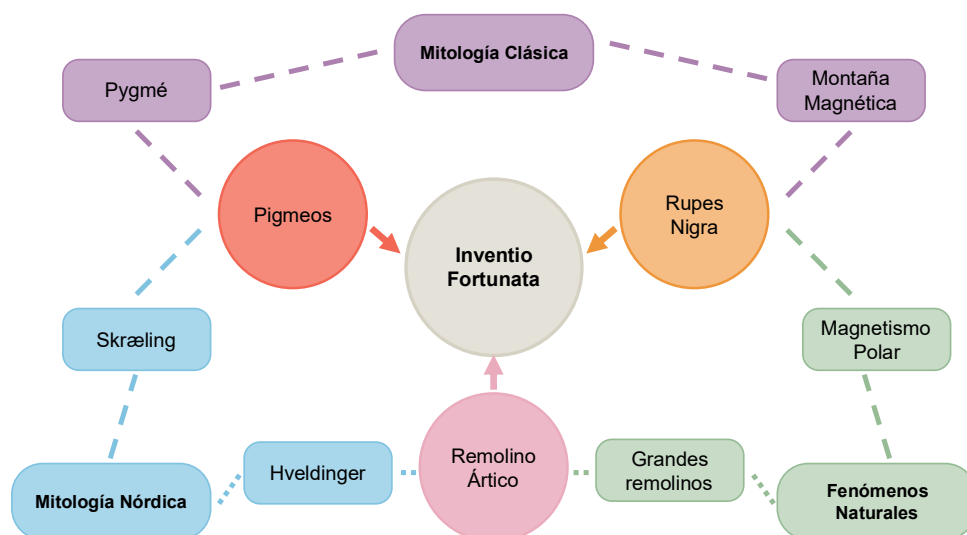 Mitología Clásica
Pygmé
Montaña
Magnética
Pigmeos
Rupes
Nigra
Inventio
Fortunata
Skræling
Magnetismo
Polar
Hveldinger
Remolino
Ártico
Grandes
remolinos
Mitología Nórdica
Fenómenos
Naturales